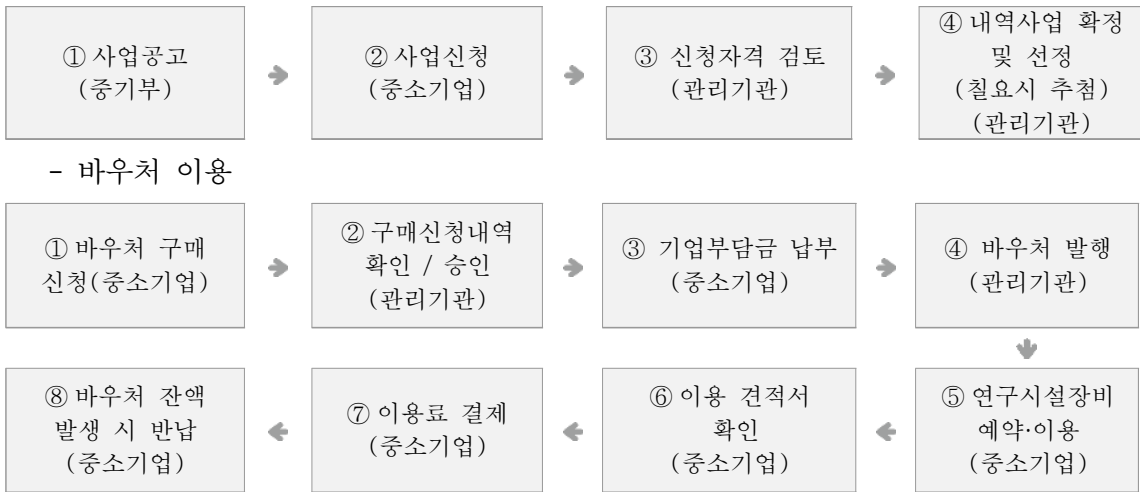 ① 사업공고
(중기부)
② 사업신청
(중소기업)
③ 신청자격 검토
(관리기관)
④ 내역사업 확정
및 선정
(칠요시 추첨)
(관리기관)
- 바우처 이용
① 바우처 구매
신청(중소기업)
② 구매신청내역
확인 / 승인
(관리기관)
③ 기업부담금 납부
(중소기업)
④ 바우처 발행
(관리기관)
⑤ 연구시설장비
예약·이용
(중소기업)
⑥ 이용 견적서
확인
(중소기업)
⑦ 이용료 결제
(중소기업)
⑧ 바우처 잔액
발생 시 반납
(중소기업)